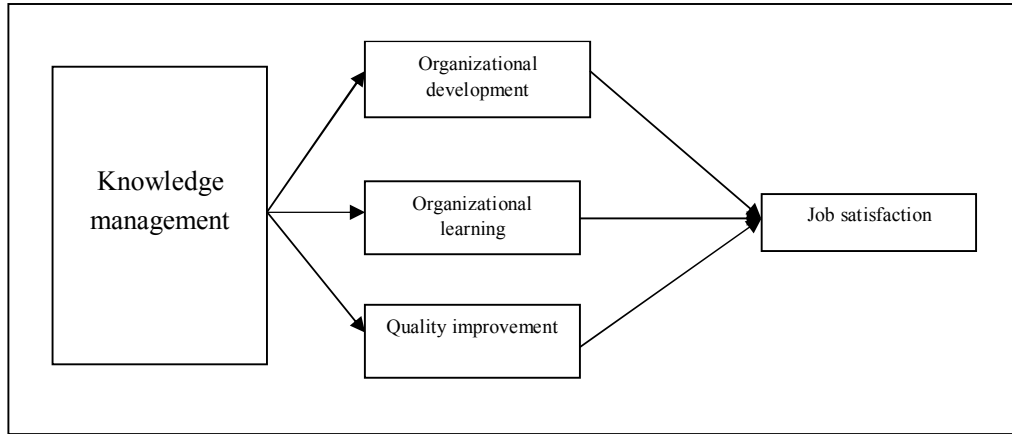 Organizational
development
Knowledge
management
Organizational
learning
Job satisfaction
Quality improvement